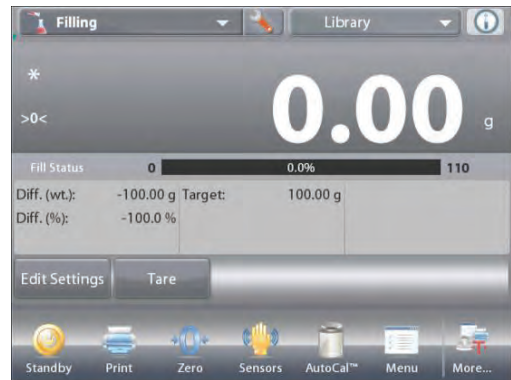 Filling Library
*
>0<
0.00 g
Fill Status 0 0.0% 110
Diff. (wt.): -100.00 g Target: 100.00 g
Diff. (%): -100.0 %
Edit Settings Tare
Standby Print Zero Sensors AutoCal™ Menu More...